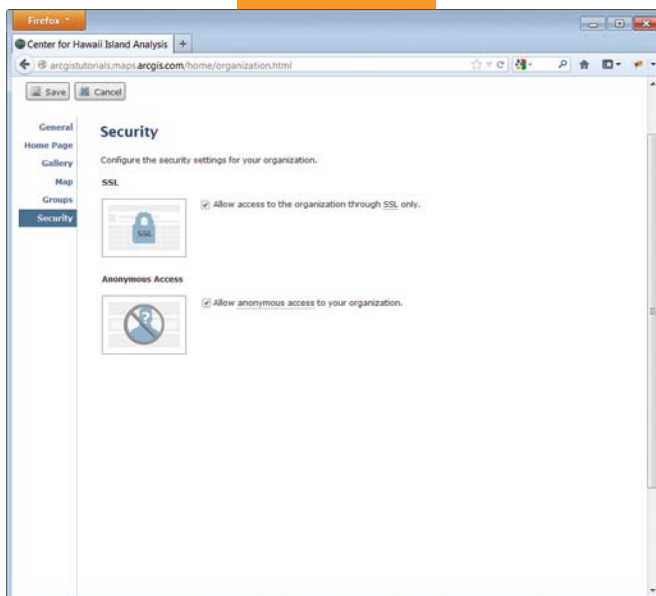 Firefox
Center for Hawaii Island Analysis
arcgistutorials.maps.arcgis.com/home/organization.html
Save Cancel
General
Home Page
Gallery
Map
Groups
Security
Security
Configure the security settings for your organization.
SSL
SSL
Allow access to the organization through SSL only.
Anonymous Access
?
Allow anonymous access to your organization.